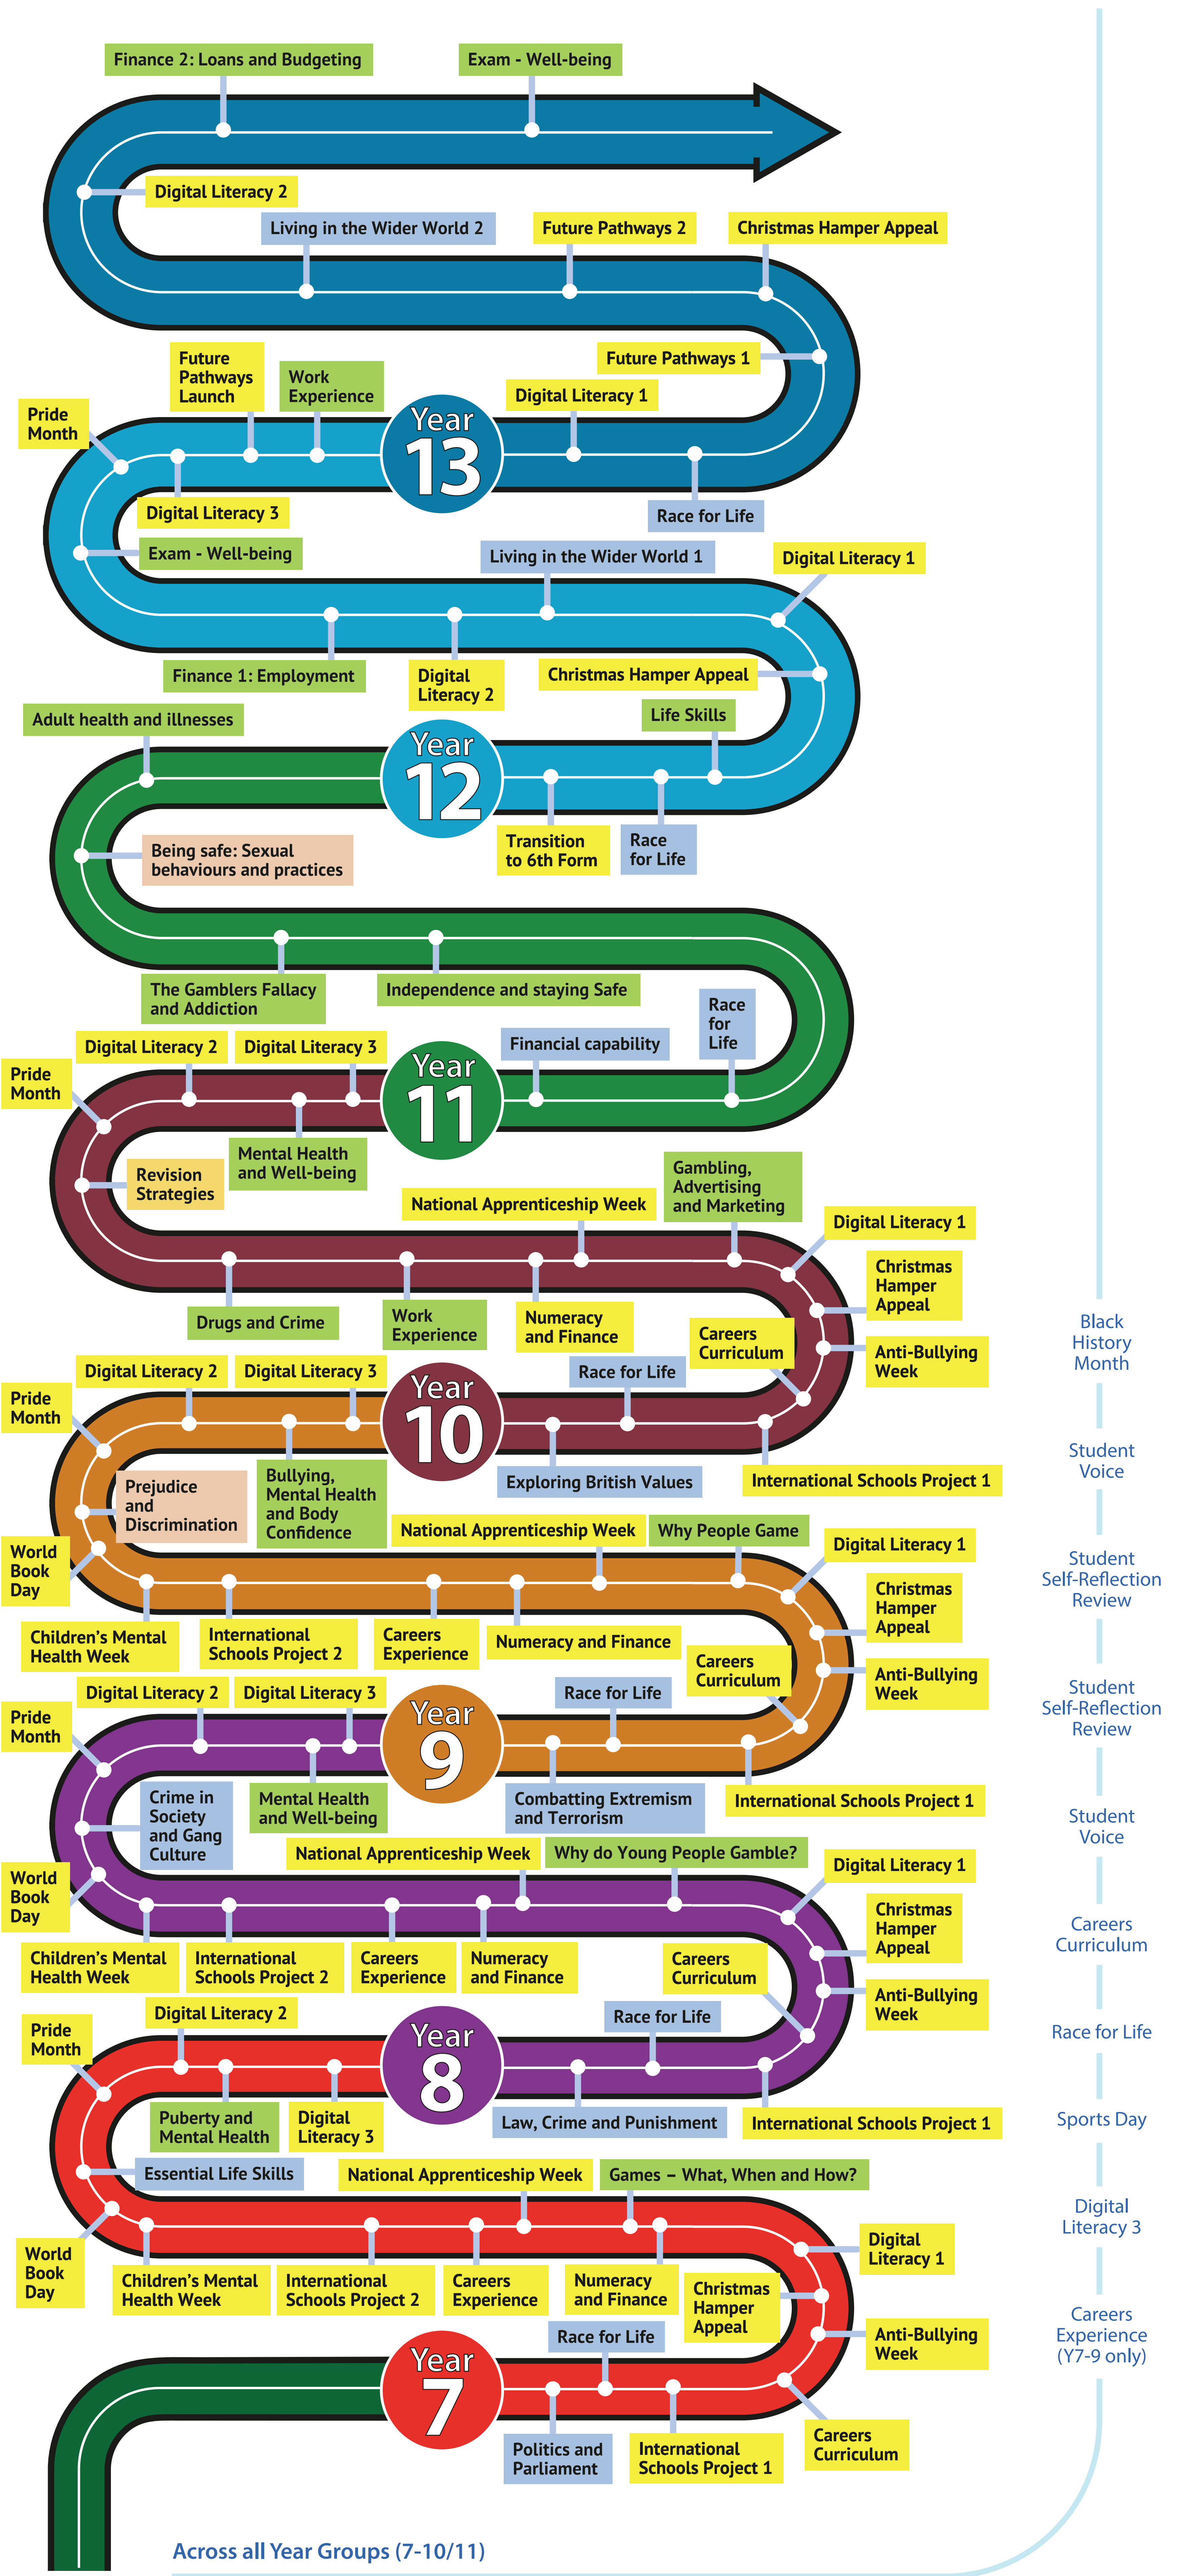 Finance 2: Loans and Budgeting
Exam - Well-being
Digital Literacy 2
Living in the Wider World 2
Future Pathways 2
Christmas Hamper Appeal
Future Pathways 1
Future
Pathways
Launch
Work
Experience
Digital Literacy 1
Pride
Month
Year
13
Digital Literacy 3
Race for Life
Exam - Well-being
Living in the Wider World 1
Digital Literacy 1
Finance 1: Employment
Digital
Literacy 2
Christmas Hamper Appeal
Adult health and illnesses
Life Skills
Year
12
Transition
to 6th Form
Race
for Life
Being safe: Sexual
behaviours and practices
The Gamblers Fallacy
and Addiction
Independence and staying Safe
Race
for
Life
Digital Literacy 2
Digital Literacy 3
Financial capability
Pride
Month
Year
11
Mental Health
and Well-being
Revision
Strategies
Gambling,
Advertising
and Marketing
National Apprenticeship Week
Digital Literacy 1
Christmas
Hamper
Appeal
Drugs and Crime
Work
Experience
Numeracy
and Finance
Careers
Curriculum
Anti-Bullying
Week
Black
History
Month
Digital Literacy 2
Digital Literacy 3
Race for Life
Pride
Month
Year
10
Exploring British Values
International Schools Project 1
Student
Voice
Prejudice
and
Discrimination
Bullying,
Mental Health
and Body
Confidence
National Apprenticeship Week
Why People Game
Digital Literacy 1
World
Book
Day
Christmas
Hamper
Appeal
Student
Self-Reflection
Review
Children's Mental
Health Week
International
Schools Project 2
Careers
Experience
Numeracy and Finance
Careers
Curriculum
Anti-Bullying
Week
Student
Self-Reflection
Review
Digital Literacy 2
Digital Literacy 3
Race for Life
Pride
Month
Year
9
Crime in
Society
and Gang
Culture
Mental Health
and Well-being
Combatting Extremism
and Terrorism
International Schools Project 1
Student
Voice
National Apprenticeship Week
Why do Young People Gamble?
Digital Literacy 1
World
Book
Day
Christmas
Hamper
Appeal
Careers
Curriculum
Children's Mental
Health Week
International
Schools Project 2
Careers
Experience
Numeracy
and Finance
Careers
Curriculum
Anti-Bullying
Week
Digital Literacy 2
Race for Life
Pride
Month
Year
8
Race for Life
Puberty and
Mental Health
Digital
Literacy 3
Law, Crime and Punishment
International Schools Project 1
Sports Day
Essential Life Skills
National Apprenticeship Week
Games – What, When and How?
Digital
Literacy 3
World
Book
Day
Digital
Literacy 1
Children's Mental
Health Week
International
Schools Project 2
Careers
Experience
Numeracy
and Finance
Christmas
Hamper
Appeal
Anti-Bullying
Week
Careers
Experience
(Y7-9 only)
Race for Life
Year
7
Politics and
Parliament
International
Schools Project 1
Careers
Curriculum
Across all Year Groups (7-10/11)